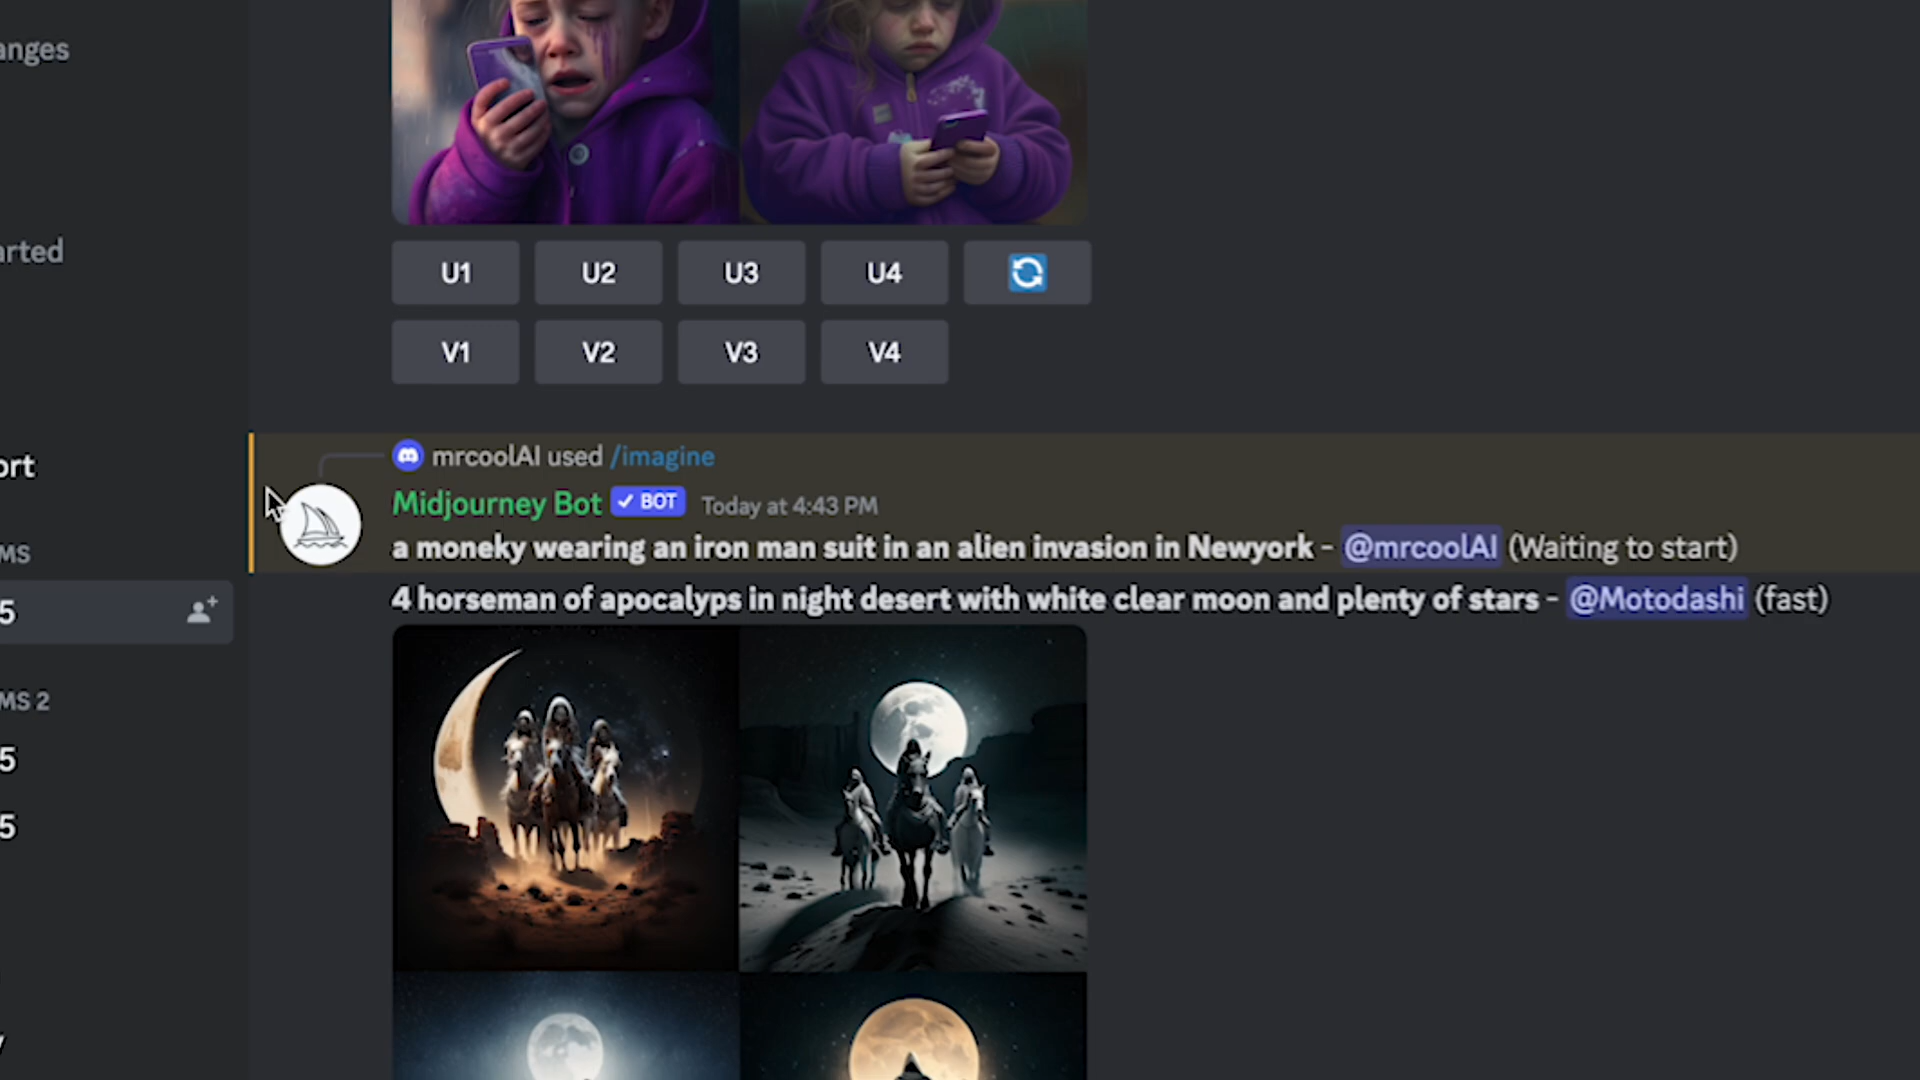 anges
arted
U1 U2 U3 U4
V1 V2 V3 V4
mrcoolAI used /imagine
ort
Midjourney Bot ✓ BOT Today at 4:43 PM
a moneky wearing an iron man suit in an alien invasion in Newyork - @mrcoolAI (Waiting to start)
MS
4 horseman of apocalyps in night desert with white clear moon and plenty of stars - @Motodashi (fast)
5
MS 2
5
5